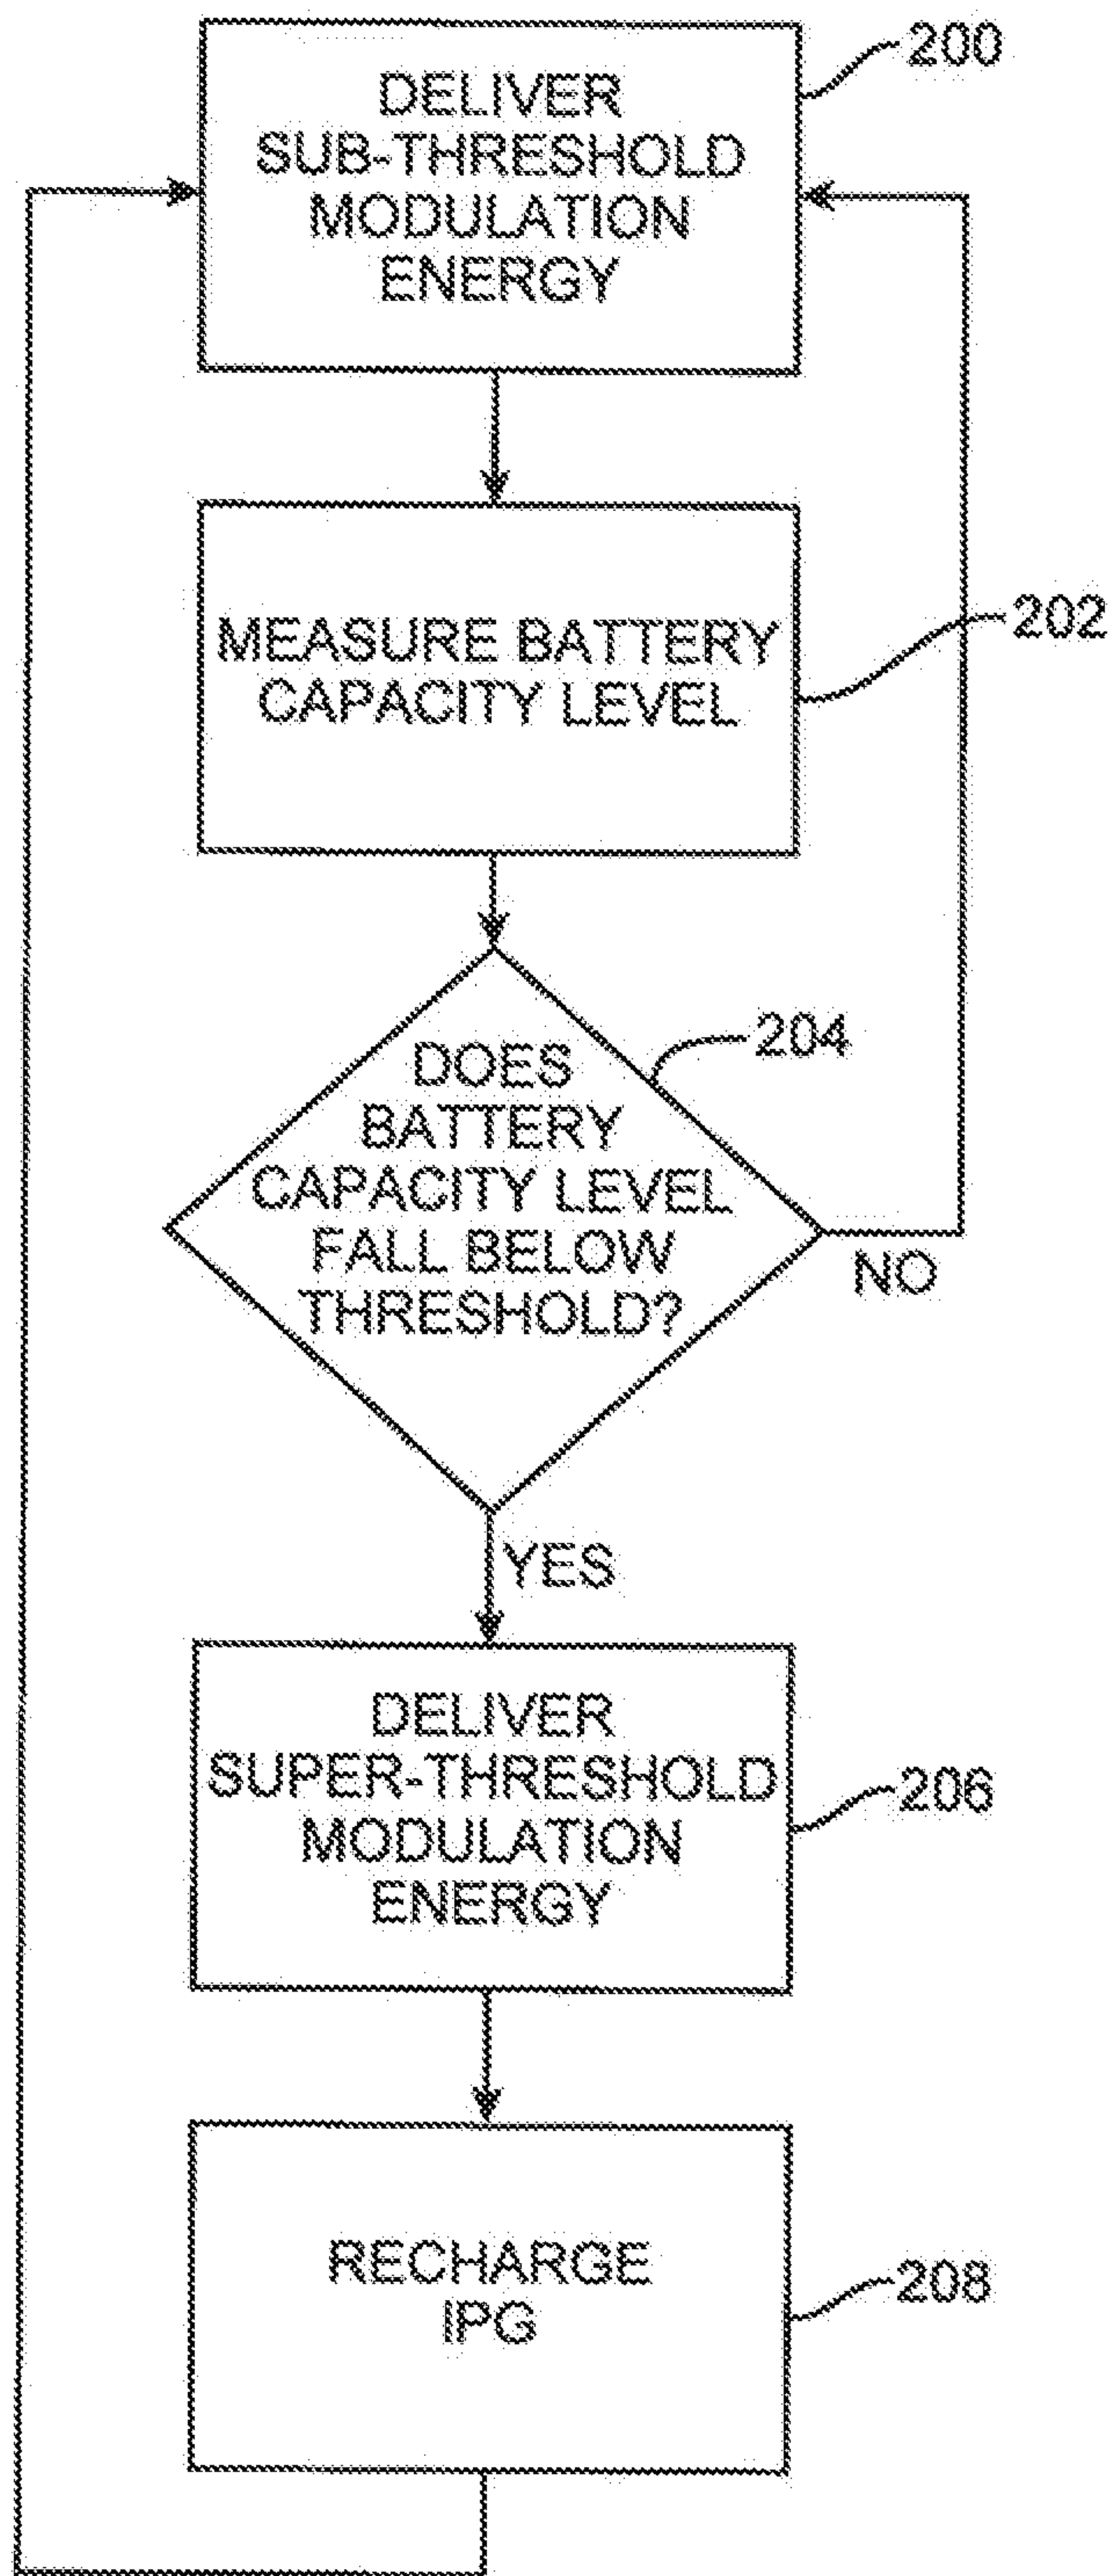 200
DELIVER
SUB-THRESHOLD
MODULATION
ENERGY
202
MEASURE BATTERY
CAPACITY LEVEL
204
DOES
BATTERY
CAPACITY LEVEL
FALL BELOW
THRESHOLD?
NO
YES
DELIVER
SUPER-THRESHOLD
MODULATION
ENERGY
206
RECHARGE
IPG
208